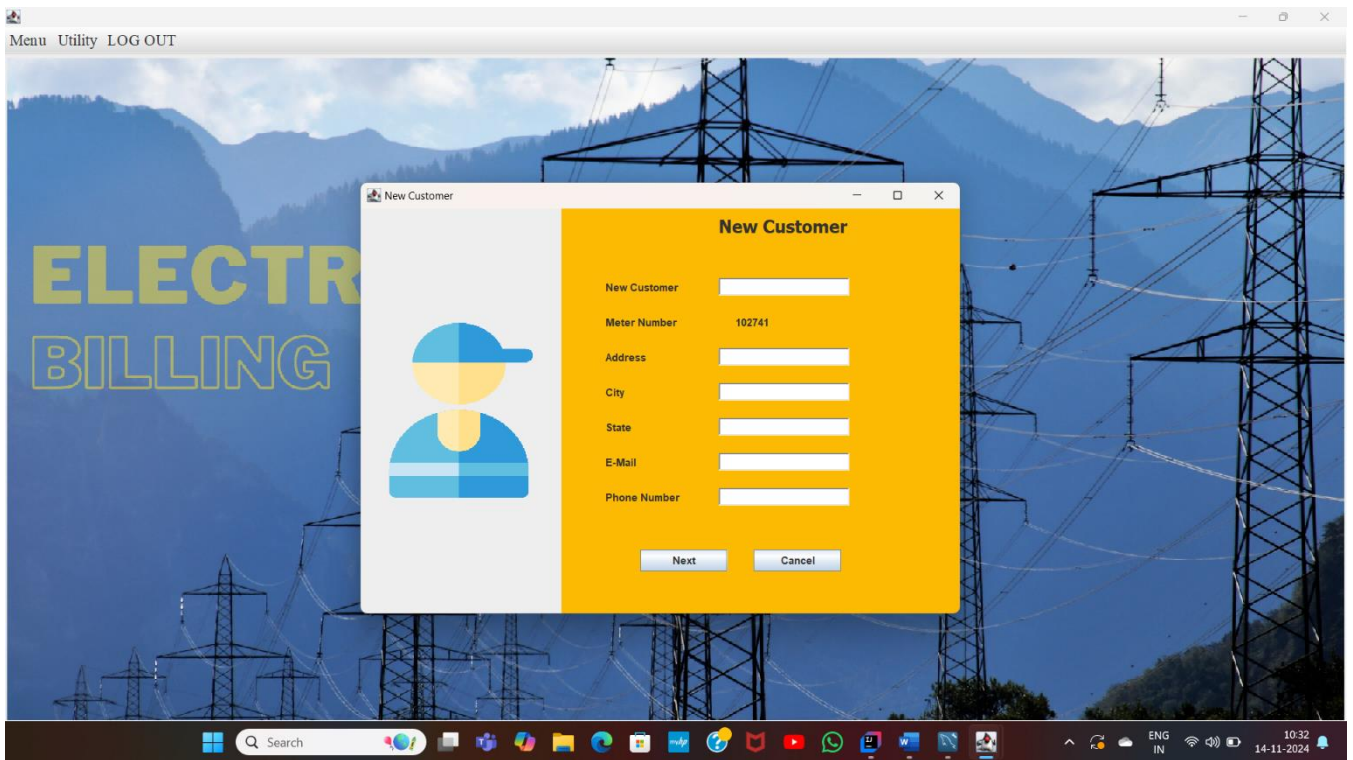 Menu Utility LOG OUT
ELECTR
BILLING
New Customer
New Customer
New Customer
Meter Number 102741
Address
City
State
E-Mail
Phone Number
Next Cancel
Search
ENG
IN
10:32
14-11-2024